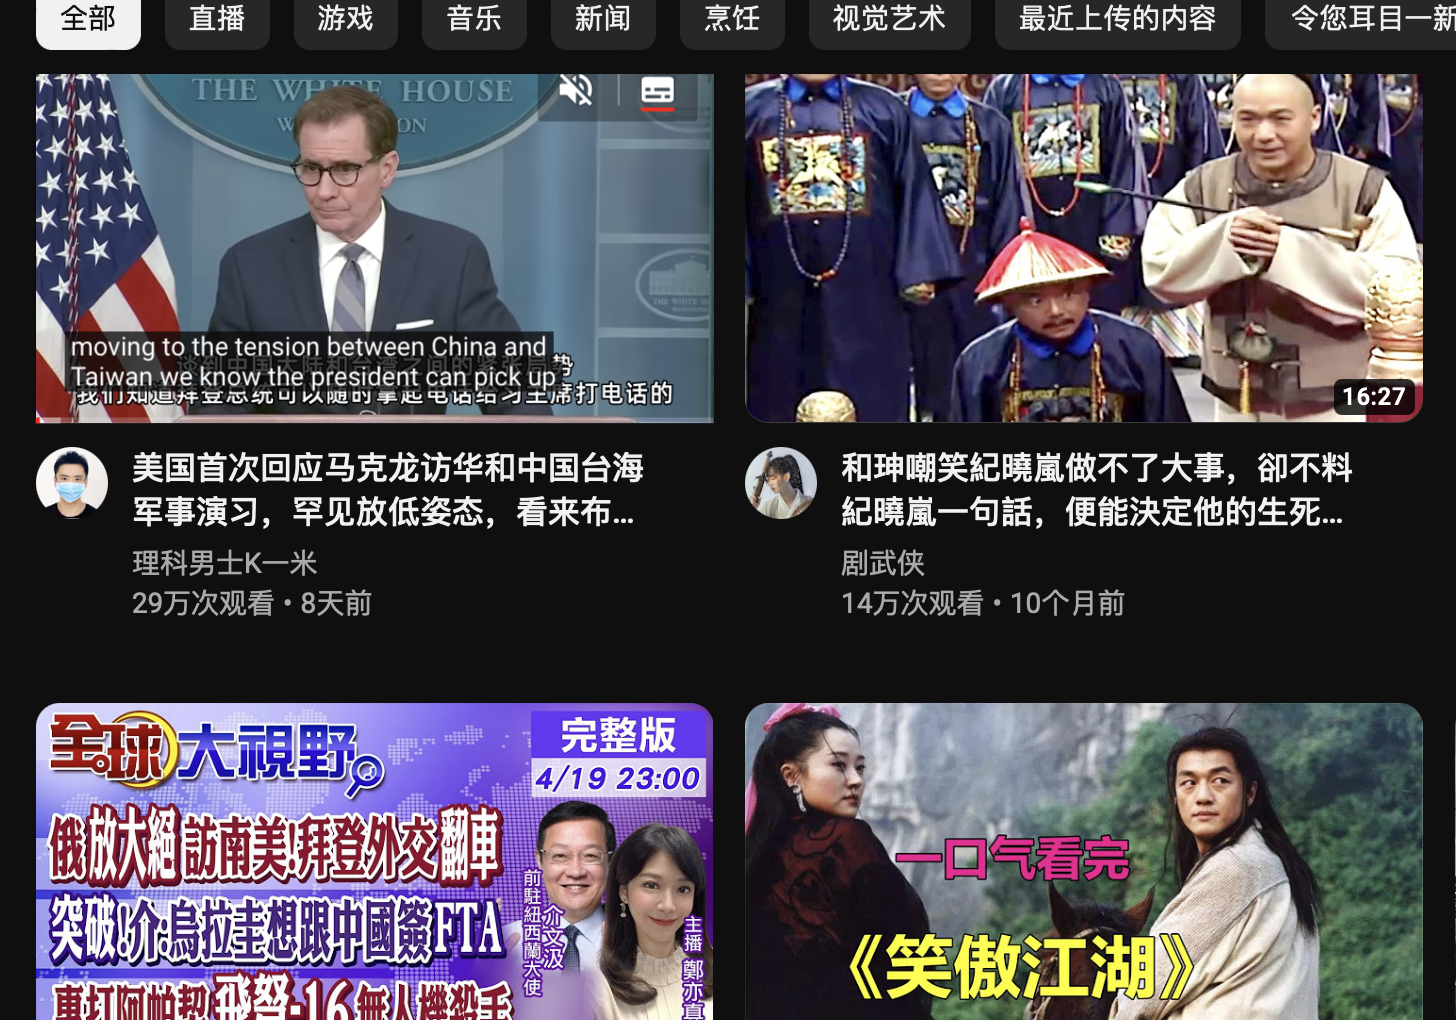 全部
直播
游戏
音乐
新闻
烹饪
视觉艺术
最近上传的内容
令您耳目一新
THE WHITE HOUSE
moving to the tension between China and
Taiwan we know the president can pick up
我们知道拜登总统可以随时拿起电话给习主席打电话的
16:27
美国首次回应马克龙访华和中国台海
军事演习，罕见放低姿态，看来布...
理科男士K一米
29万次观看•8天前
和珅嘲笑紀曉嵐做不了大事，卻不料
紀曉嵐一句話，便能決定他的生死...
剧武侠
14万次观看•10个月前
全球大視野
完整版
4/19 23:00
俄放大絕 訪南美!拜登外交翻車
突破!介:烏拉圭想跟中國簽FTA
專打阿帕契 飛弩-16 無人機殺手
前駐紐西蘭大使
介文汲
主播 鄭亦真
一口气看完
《笑傲江湖》